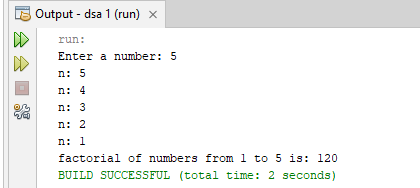 Output - dsa 1 (run)
run:
Enter a number: 5
n: 5
n: 4
n: 3
n: 2
n: 1
factorial of numbers from 1 to 5 is: 120
BUILD SUCCESSFUL (total time: 2 seconds)